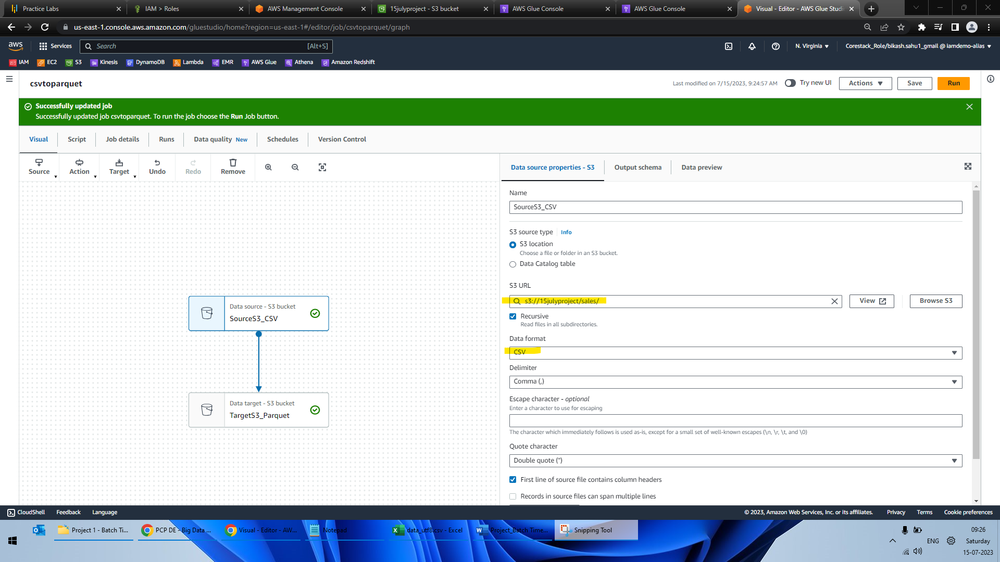 Practice Labs
IAM > Roles
AWS Management Console
15julyproject - S3 bucket
AWS Glue Console
AWS Glue Console
Visual - Editor - AWS Glue Studi
us-east-1.console.aws.amazon.com/gluestudio/home?region=us-east-1#/editor/job/csvtoparquet/graph
aws
Services
Search
[Alt+S]
N. Virginia
Corestack_Role/bikash.sahu1_gmail @ iamdemo-alias
IAM
EC2
S3
Kinesis
DynamoDB
Lambda
EMR
AWS Glue
Athena
Amazon Redshift
csvtoparquet
Last modified on 7/15/2023, 9:24:57 AM
Try new UI
Actions
Save
Run
Successfully updated job
Successfully updated job csvtoparquet. To run the job choose the Run Job button.
Visual
Script
Job details
Runs
Data quality New
Schedules
Version Control
Source
Action
Target
Undo
Redo
Remove
Data source properties - S3
Output schema
Data preview
Name
SourceS3_CSV
S3 source type
Info
S3 location
Choose a file or folder in an S3 bucket.
Data Catalog table
S3 URL
s3://15julyproject/sales/
View
Browse S3
Recursive
Read files in all subdirectories.
Data format
CSV
Delimiter
Comma (,)
Escape character - optional
Enter a character to use for escaping
The character which immediately follows is used as-is, except for a small set of well-known escapes (\n, \r, \t, and \0)
Quote character
Double quote (")
First line of source file contains column headers
Records in source files can span multiple lines
Data source - S3 bucket
SourceS3_CSV
Data target - S3 bucket
TargetS3_Parquet
CloudShell
Feedback
Language
© 2023, Amazon Web Services, Inc. or its affiliates.
Privacy
Terms
Cookie preferences
Project 1 - Batch Ti...
PCP DE - Big Data ...
Visual - Editor - AW...
Notepad
data_utf8.csv - Excel
Project_Batch Time...
Snipping Tool
ENG
09:26
Saturday
15-07-2023